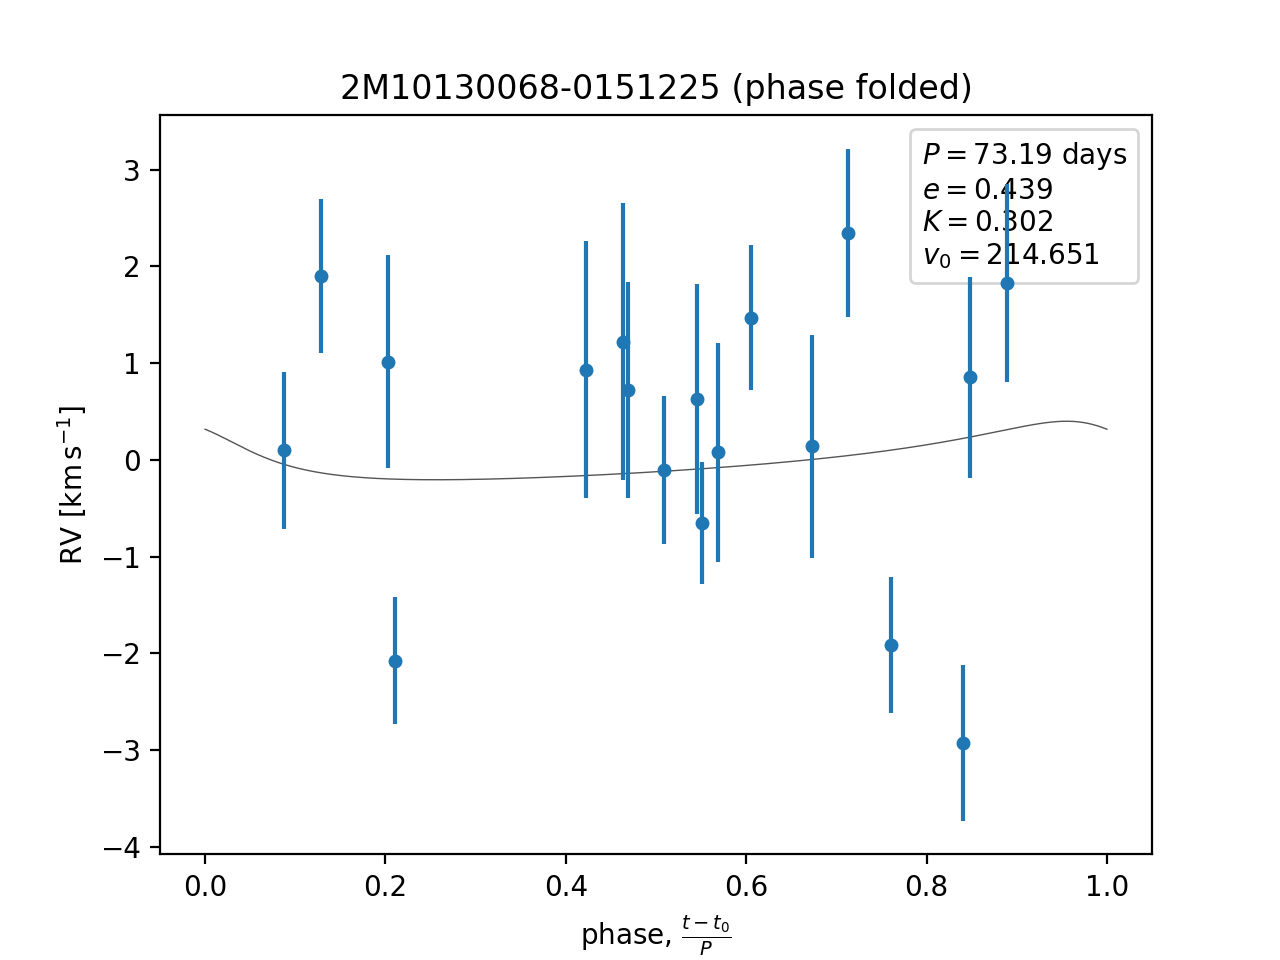 2M10130068-0151225 (phase folded)
P = 73.19 days
e = 0.439
K = 0.302
v₀ = 214.651
3
2
1
0
−1
−2
−3
−4
RV [km s⁻¹]
0.0 0.2 0.4 0.6 0.8 1.0
phase, (t − t₀)/P